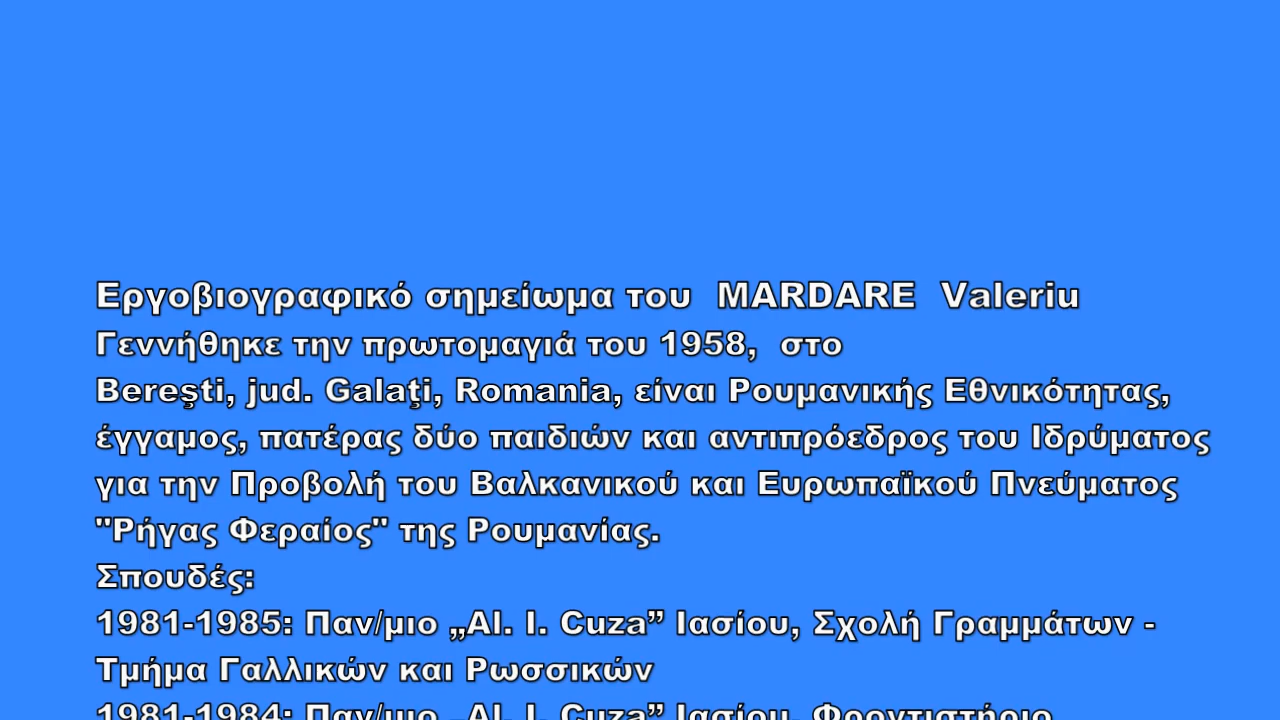 Εργοβιογραφικό σημείωμα του MARDARE Valeriu
Γεννήθηκε την πρωτομαγιά του 1958, στο
Bereşti, jud. Galaţi, Romania, είναι Ρουμανικής Εθνικότητας,
έγγαμος, πατέρας δύο παιδιών και αντιπρόεδρος του Ιδρύματος
για την Προβολή του Βαλκανικού και Ευρωπαϊκού Πνεύματος
"Ρήγας Φεραίος" της Ρουμανίας.
Σπουδές:
1981-1985: Παν/μιο „Al. I. Cuza” Ιασίου, Σχολή Γραμμάτων -
Τμήμα Γαλλικών και Ρωσσικών
1981-1984: Παν/μιο „Al. I. Cuza” Ιασίου, Φροντιστήριο